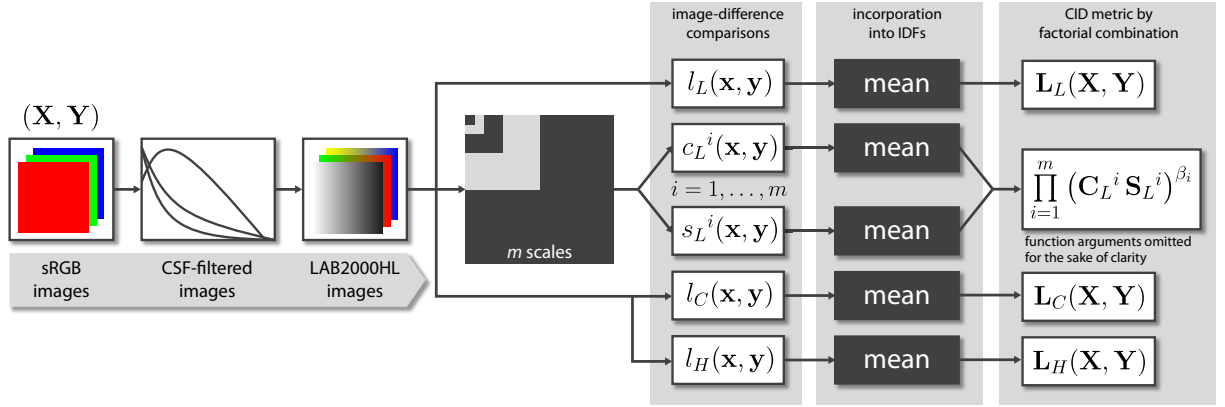 image-difference
comparisons
incorporation
into IDFs
CID metric by
factorial combination
(X, Y)
l_L(x, y)
mean
L_L(X, Y)
c_L^i(x, y)
mean
i = 1, . . . , m
∏_{i=1}^{m} (C_L^i S_L^i)^{β_i}
s_L^i(x, y)
mean
m scales
function arguments omitted
for the sake of clarity
sRGB
images
CSF-filtered
images
LAB2000HL
images
l_C(x, y)
mean
L_C(X, Y)
l_H(x, y)
mean
L_H(X, Y)